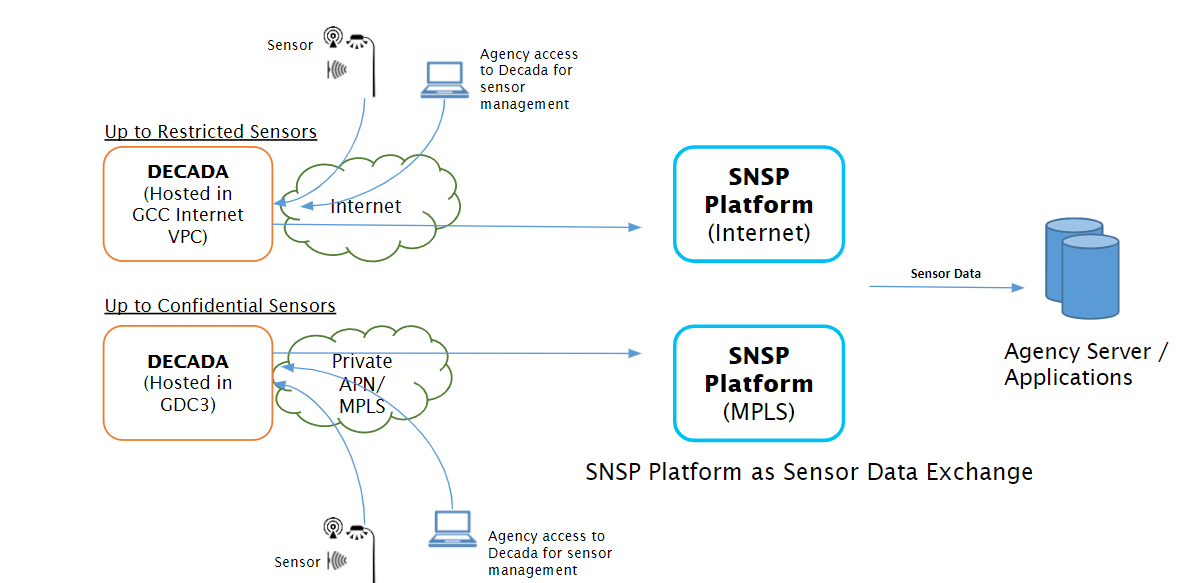 Sensor
Agency access
to Decada for
sensor
management
Up to Restricted Sensors
DECADA
(Hosted in
GCC Internet
VPC)
Internet
SNSP
Platform
(Internet)
Sensor Data
Up to Confidential Sensors
DECADA
(Hosted in
GDC3)
Private
APN/
MPLS
SNSP
Platform
(MPLS)
Agency Server /
Applications
SNSP Platform as Sensor Data Exchange
Sensor
Agency access to
Decada for sensor
management